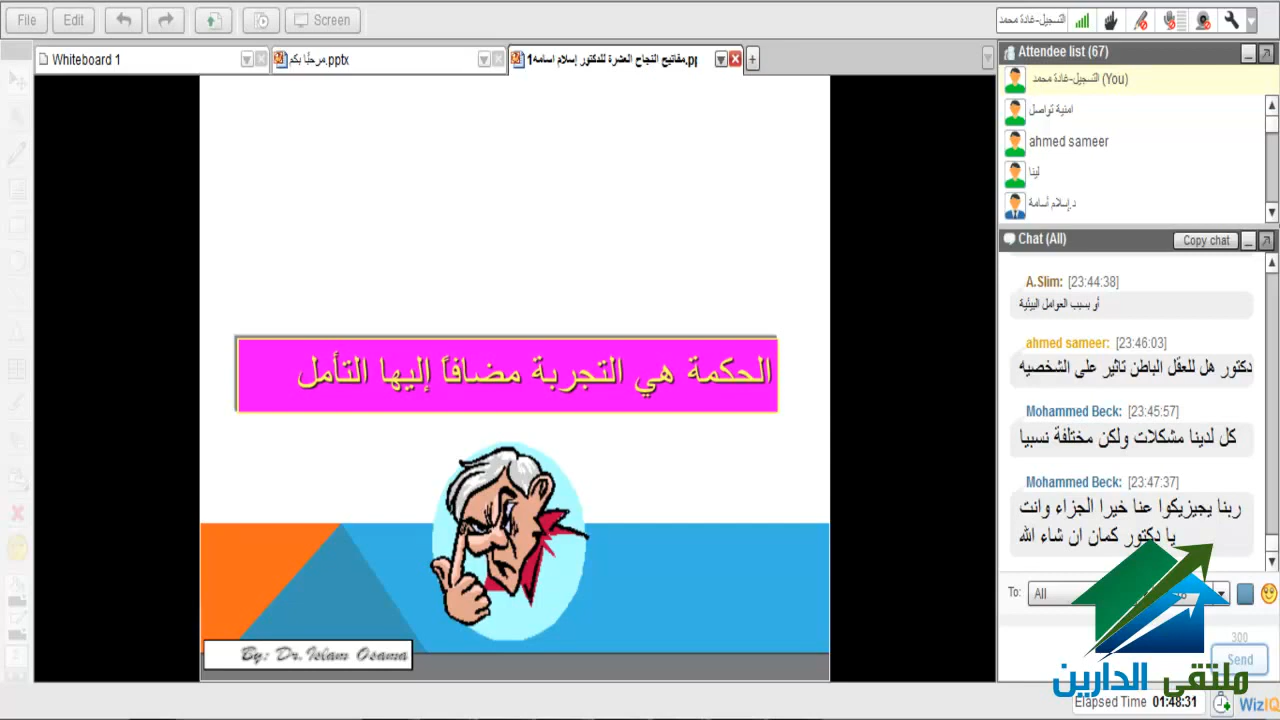 File Edit Screen
التسجيل-غادة محمد
Whiteboard 1
مرحبًا بكم.pptx
مفاتيح النجاح العشرة للدكتور إسلام اسامه1.pp
Attendee list (67)
التسجيل-غادة محمد (You)
امنية تواصل
ahmed sameer
لينا
د.إسلام أسامة
Chat (All)
Copy chat
A.Slim: [23:44:38]
أو بسبب العوامل البيئية
ahmed sameer: [23:46:03]
دكتور هل للعقل الباطن تاثير على الشخصيه
Mohammed Beck: [23:45:57]
كل لدينا مشكلات ولكن مختلفة نسبيا
Mohammed Beck: [23:47:37]
ربنا يجيزيكوا عنا خيرا الجزاء وانت
يا دكتور كمان ان شاء الله
الحكمة هي التجربة مضافاً إليها التأمل
By: Dr.Islam Osama
To: All
300
Send
ملتقى الدارين
Elapsed Time 01:48:31
WizIQ